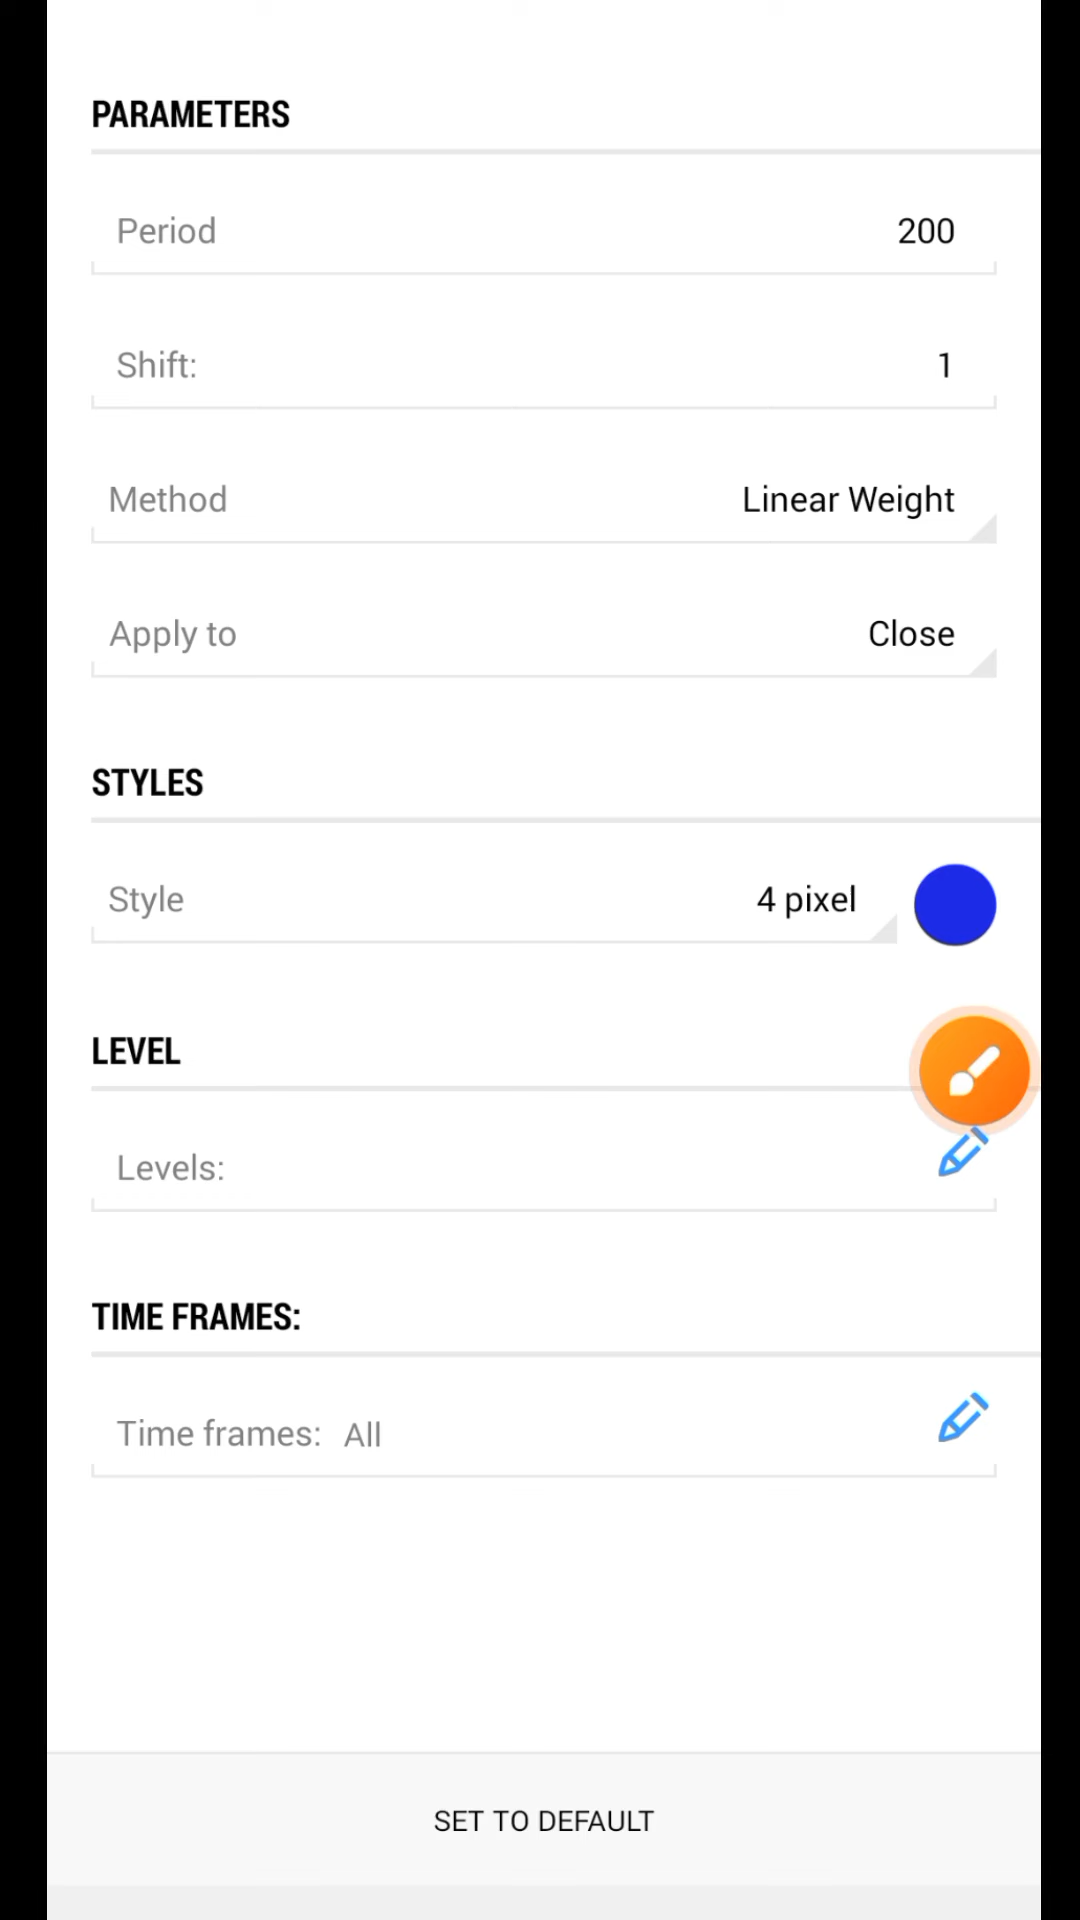 PARAMETERS
Period 200
Shift: 1
Method Linear Weight
Apply to Close
STYLES
Style 4 pixel
LEVEL
Levels:
TIME FRAMES:
Time frames: All
SET TO DEFAULT